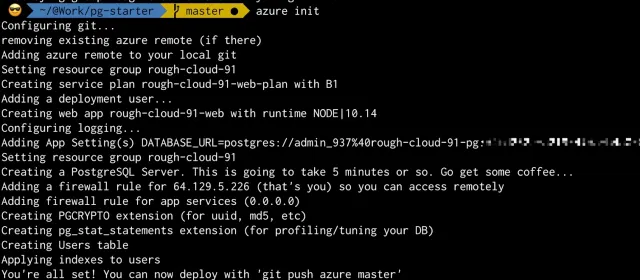 ~/@Work/pg-starter master ● azure init
Configuring git...
removing existing azure remote (if there)
Adding azure remote to your local git
Setting resource group rough-cloud-91
Creating service plan rough-cloud-91-web-plan with B1
Adding a deployment user...
Creating web app rough-cloud-91-web with runtime NODE|10.14
Configuring logging...
Adding App Setting(s) DATABASE_URL=postgres://admin_937%40rough-cloud-91-pg:
Setting resource group rough-cloud-91
Creating a PostgreSQL Server. This is going to take 5 minutes or so. Go get some coffee...
Adding a firewall rule for 64.129.5.226 (that's you) so you can access remotely
Adding firewall rule for app services (0.0.0.0)
Creating PGCRYPTO extension (for uuid, md5, etc)
Creating pg_stat_statements extension (for profiling/tuning your DB)
Creating Users table
Applying indexes to users
You're all set! You can now deploy with 'git push azure master'